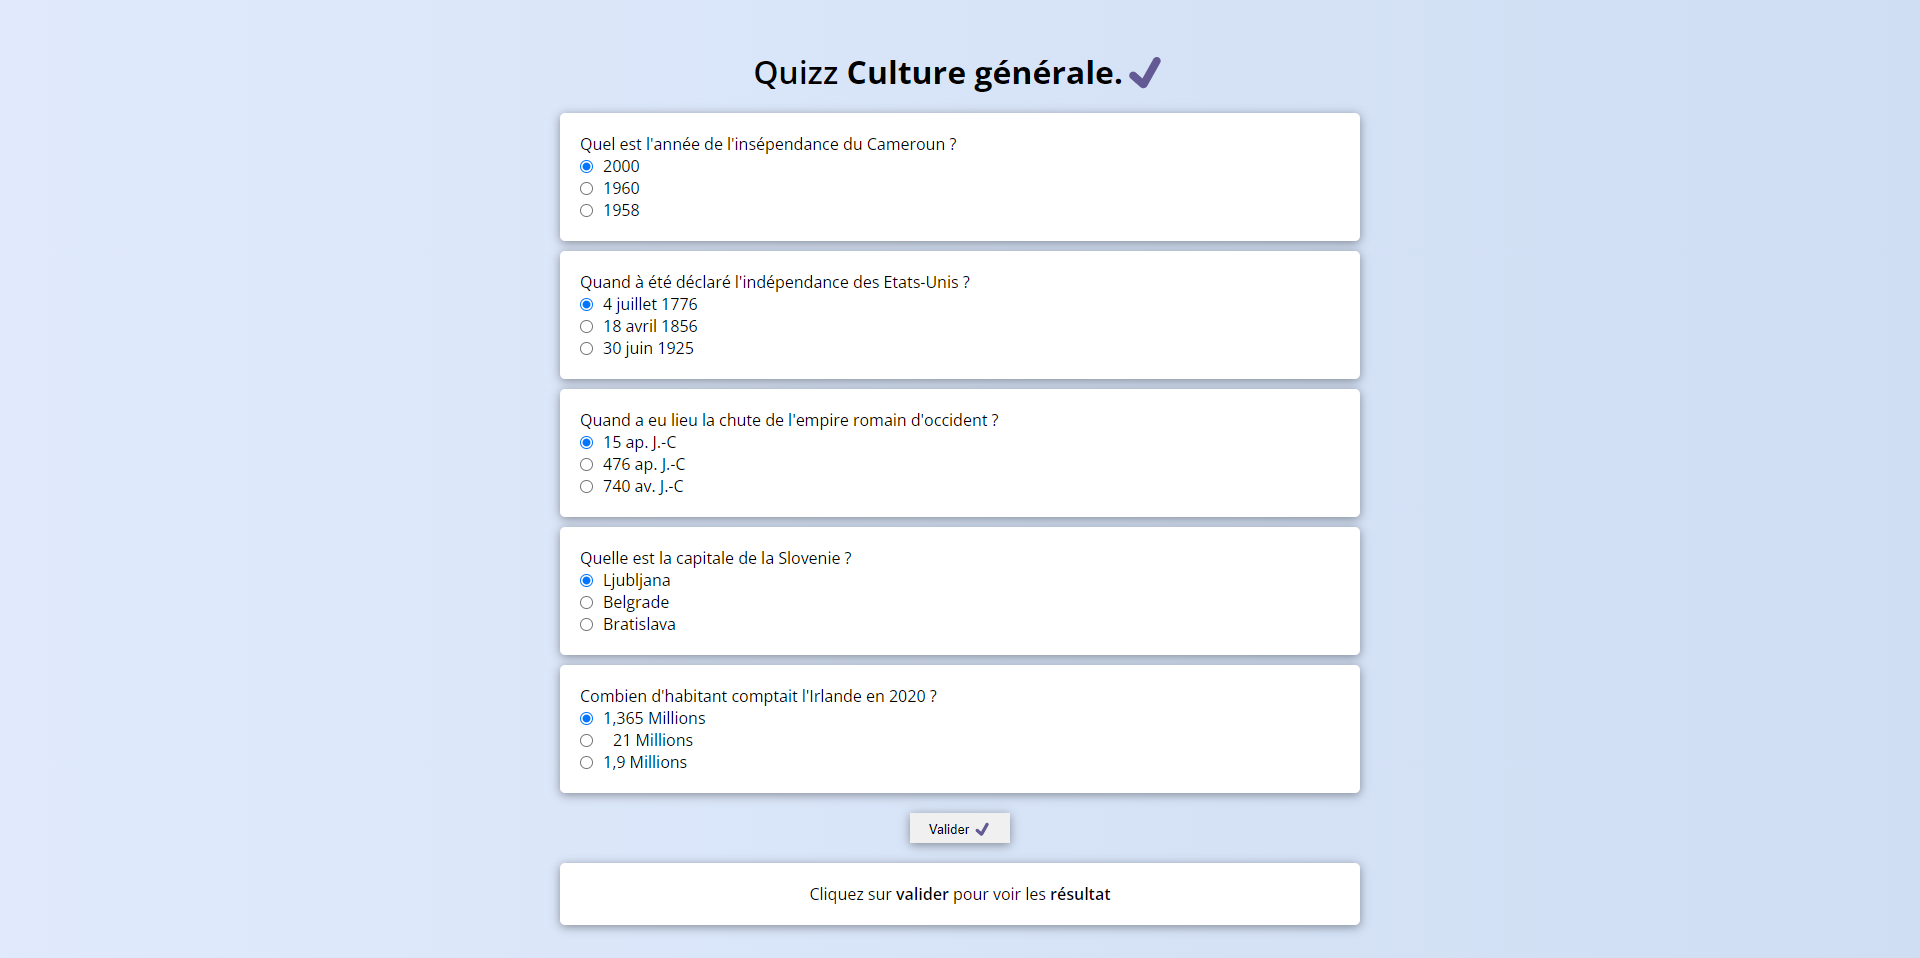 Quizz Culture générale.
Quel est l'année de l'insépendance du Cameroun ?
2000
1960
1958
Quand à été déclaré l'indépendance des Etats-Unis ?
4 juillet 1776
18 avril 1856
30 juin 1925
Quand a eu lieu la chute de l'empire romain d'occident ?
15 ap. J.-C
476 ap. J.-C
740 av. J.-C
Quelle est la capitale de la Slovenie ?
Ljubljana
Belgrade
Bratislava
Combien d'habitant comptait l'Irlande en 2020 ?
1,365 Millions
21 Millions
1,9 Millions
Valider
Cliquez sur valider pour voir les résultat